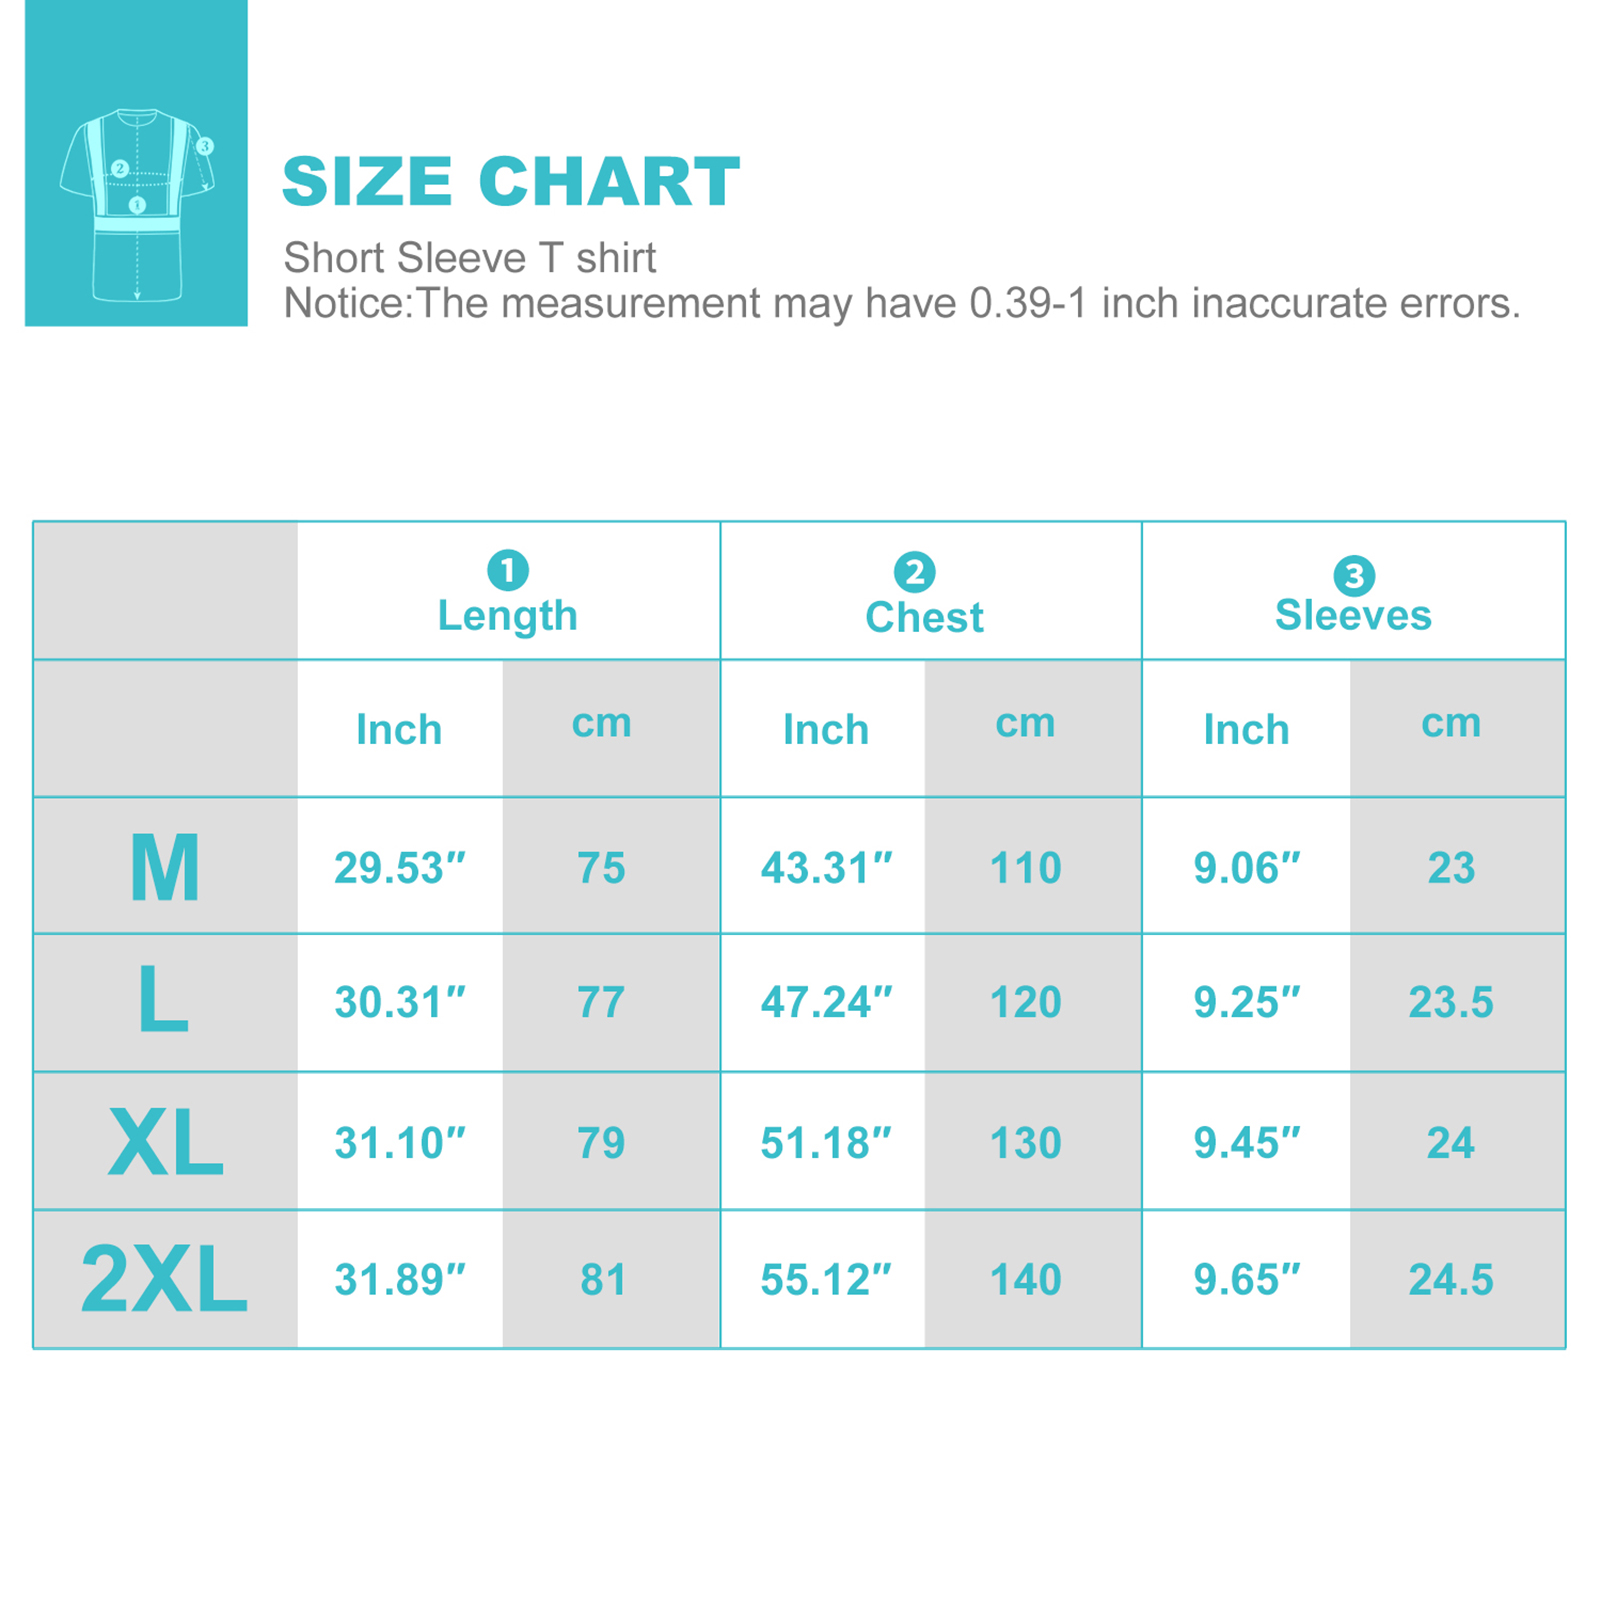 3
2
1
SIZE CHART
Short Sleeve T shirt
Notice:The measurement may have 0.39-1 inch inaccurate errors.
1 2 3
Length Chest Sleeves
Inch cm Inch cm Inch cm
M 29.53″ 75 43.31″ 110 9.06″ 23
L 30.31″ 77 47.24″ 120 9.25″ 23.5
XL 31.10″ 79 51.18″ 130 9.45″ 24
2XL 31.89″ 81 55.12″ 140 9.65″ 24.5